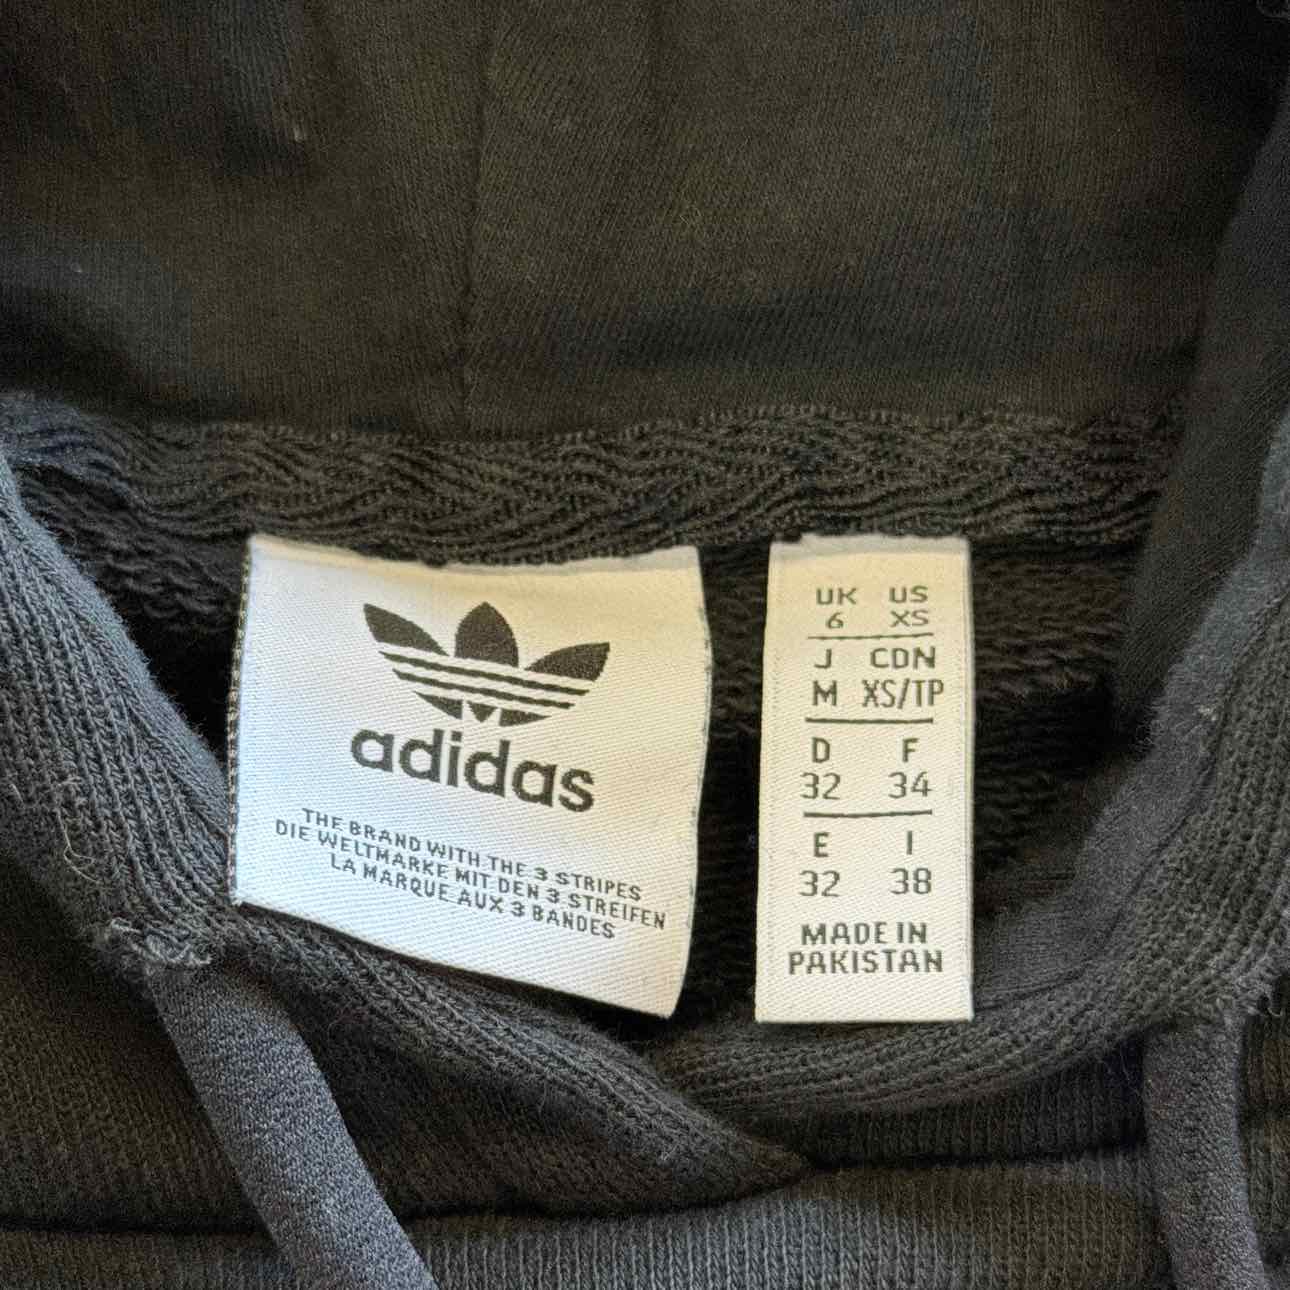 adidas
THE BRAND WITH THE 3 STRIPES
DIE WELTMARKE MIT DEN 3 STREIFEN
LA MARQUE AUX 3 BANDES
UK US
6 XS
J CDN
M XS/TP
D F
32 34
E I
32 38
MADE IN
PAKISTAN